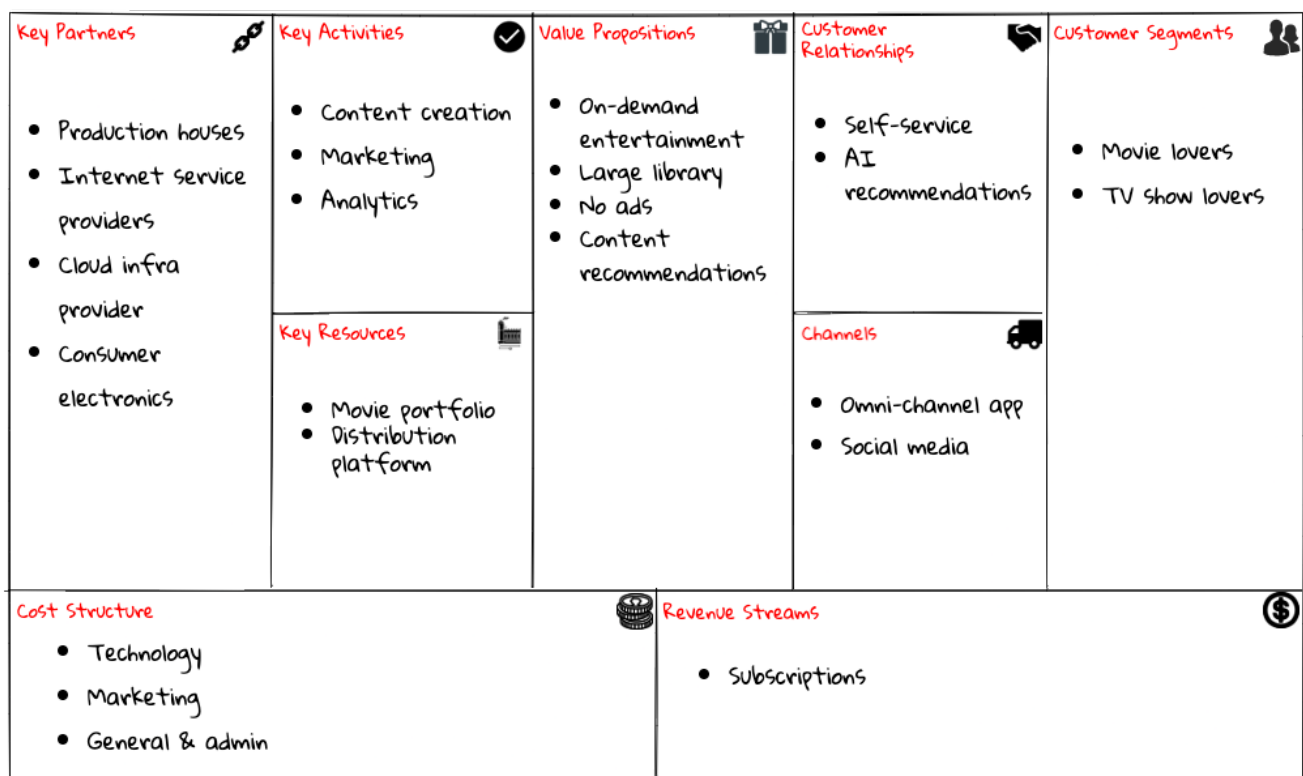 Key Partners
Production houses
Internet service
providers
Cloud infra
provider
Consumer
electronics
Key Activities
Content creation
Marketing
Analytics
Key Resources
Movie portfolio
Distribution
platform
Value Propositions
On-demand
entertainment
Large library
No ads
Content
recommendations
Customer
Relationships
Self-service
AI
recommendations
Channels
Omni-channel app
Social media
Customer Segments
Movie lovers
TV Show lovers
Cost Structure
Technology
Marketing
General & admin
Revenue Streams
Subscriptions